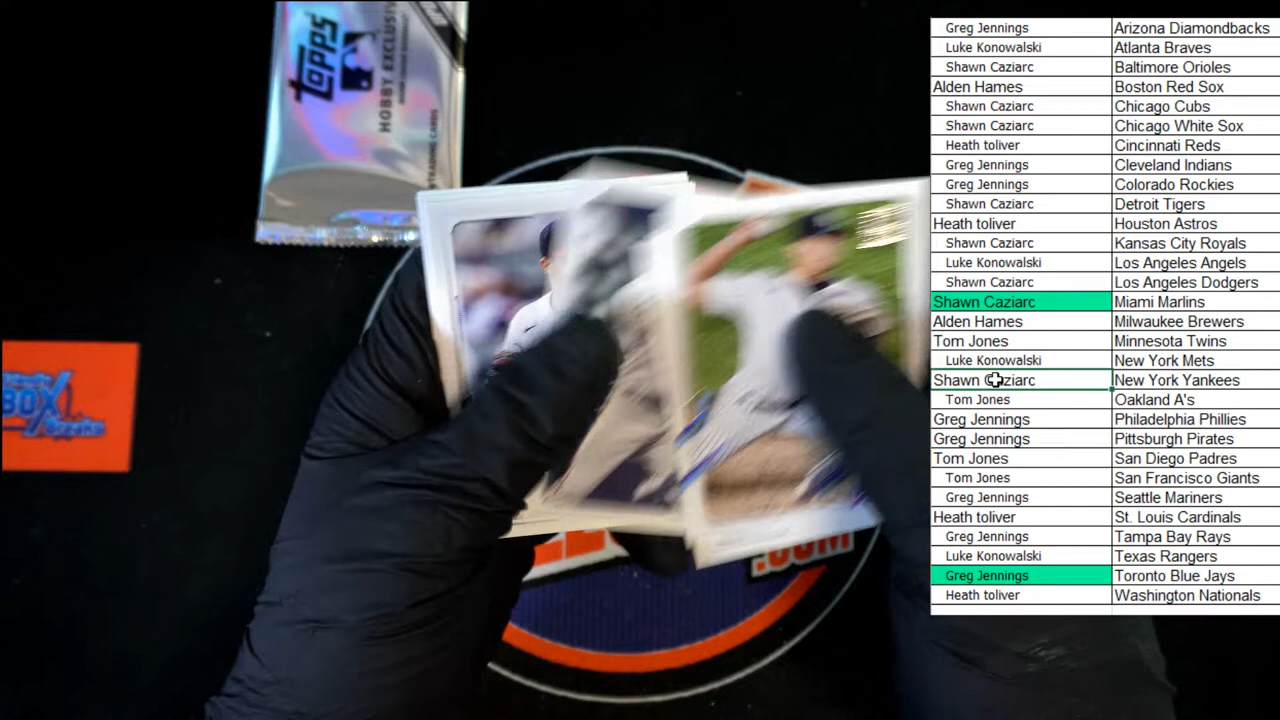 TOPPS
HOBBY EXCLUSIV
TRADING CARDS
BOX
Breaks
.COM
Greg Jennings Arizona Diamondbacks
Luke Konowalski Atlanta Braves
Shawn Caziarc Baltimore Orioles
Alden Hames Boston Red Sox
Shawn Caziarc Chicago Cubs
Shawn Caziarc Chicago White Sox
Heath toliver Cincinnati Reds
Greg Jennings Cleveland Indians
Greg Jennings Colorado Rockies
Shawn Caziarc Detroit Tigers
Heath toliver Houston Astros
Shawn Caziarc Kansas City Royals
Luke Konowalski Los Angeles Angels
Shawn Caziarc Los Angeles Dodgers
Shawn Caziarc Miami Marlins
Alden Hames Milwaukee Brewers
Tom Jones Minnesota Twins
Luke Konowalski New York Mets
Shawn Caziarc New York Yankees
Tom Jones Oakland A's
Greg Jennings Philadelphia Phillies
Greg Jennings Pittsburgh Pirates
Tom Jones San Diego Padres
Tom Jones San Francisco Giants
Greg Jennings Seattle Mariners
Heath toliver St. Louis Cardinals
Greg Jennings Tampa Bay Rays
Luke Konowalski Texas Rangers
Greg Jennings Toronto Blue Jays
Heath toliver Washington Nationals